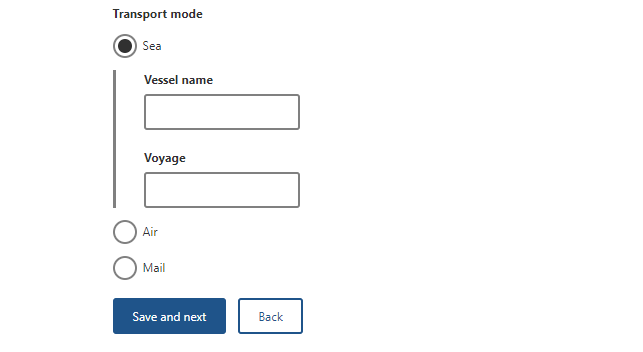 Transport mode
Sea
Vessel name
Voyage
Air
Mail
Save and next
Back